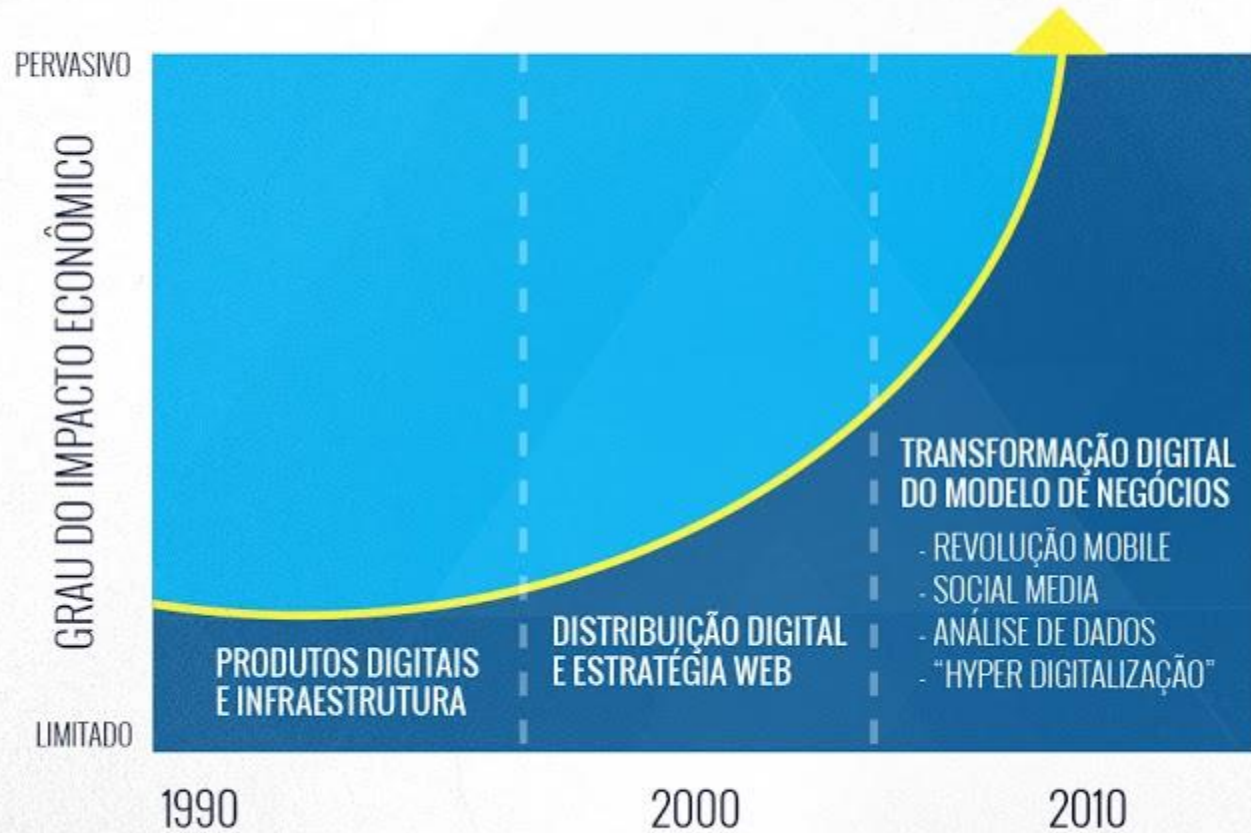 PERVASIVO
GRAU DO IMPACTO ECONÔMICO
LIMITADO
PRODUTOS DIGITAIS
E INFRAESTRUTURA
DISTRIBUIÇÃO DIGITAL
E ESTRATÉGIA WEB
TRANSFORMAÇÃO DIGITAL
DO MODELO DE NEGÓCIOS
- REVOLUÇÃO MOBILE
- SOCIAL MEDIA
- ANÁLISE DE DADOS
- “HYPER DIGITALIZAÇÃO”
1990
2000
2010